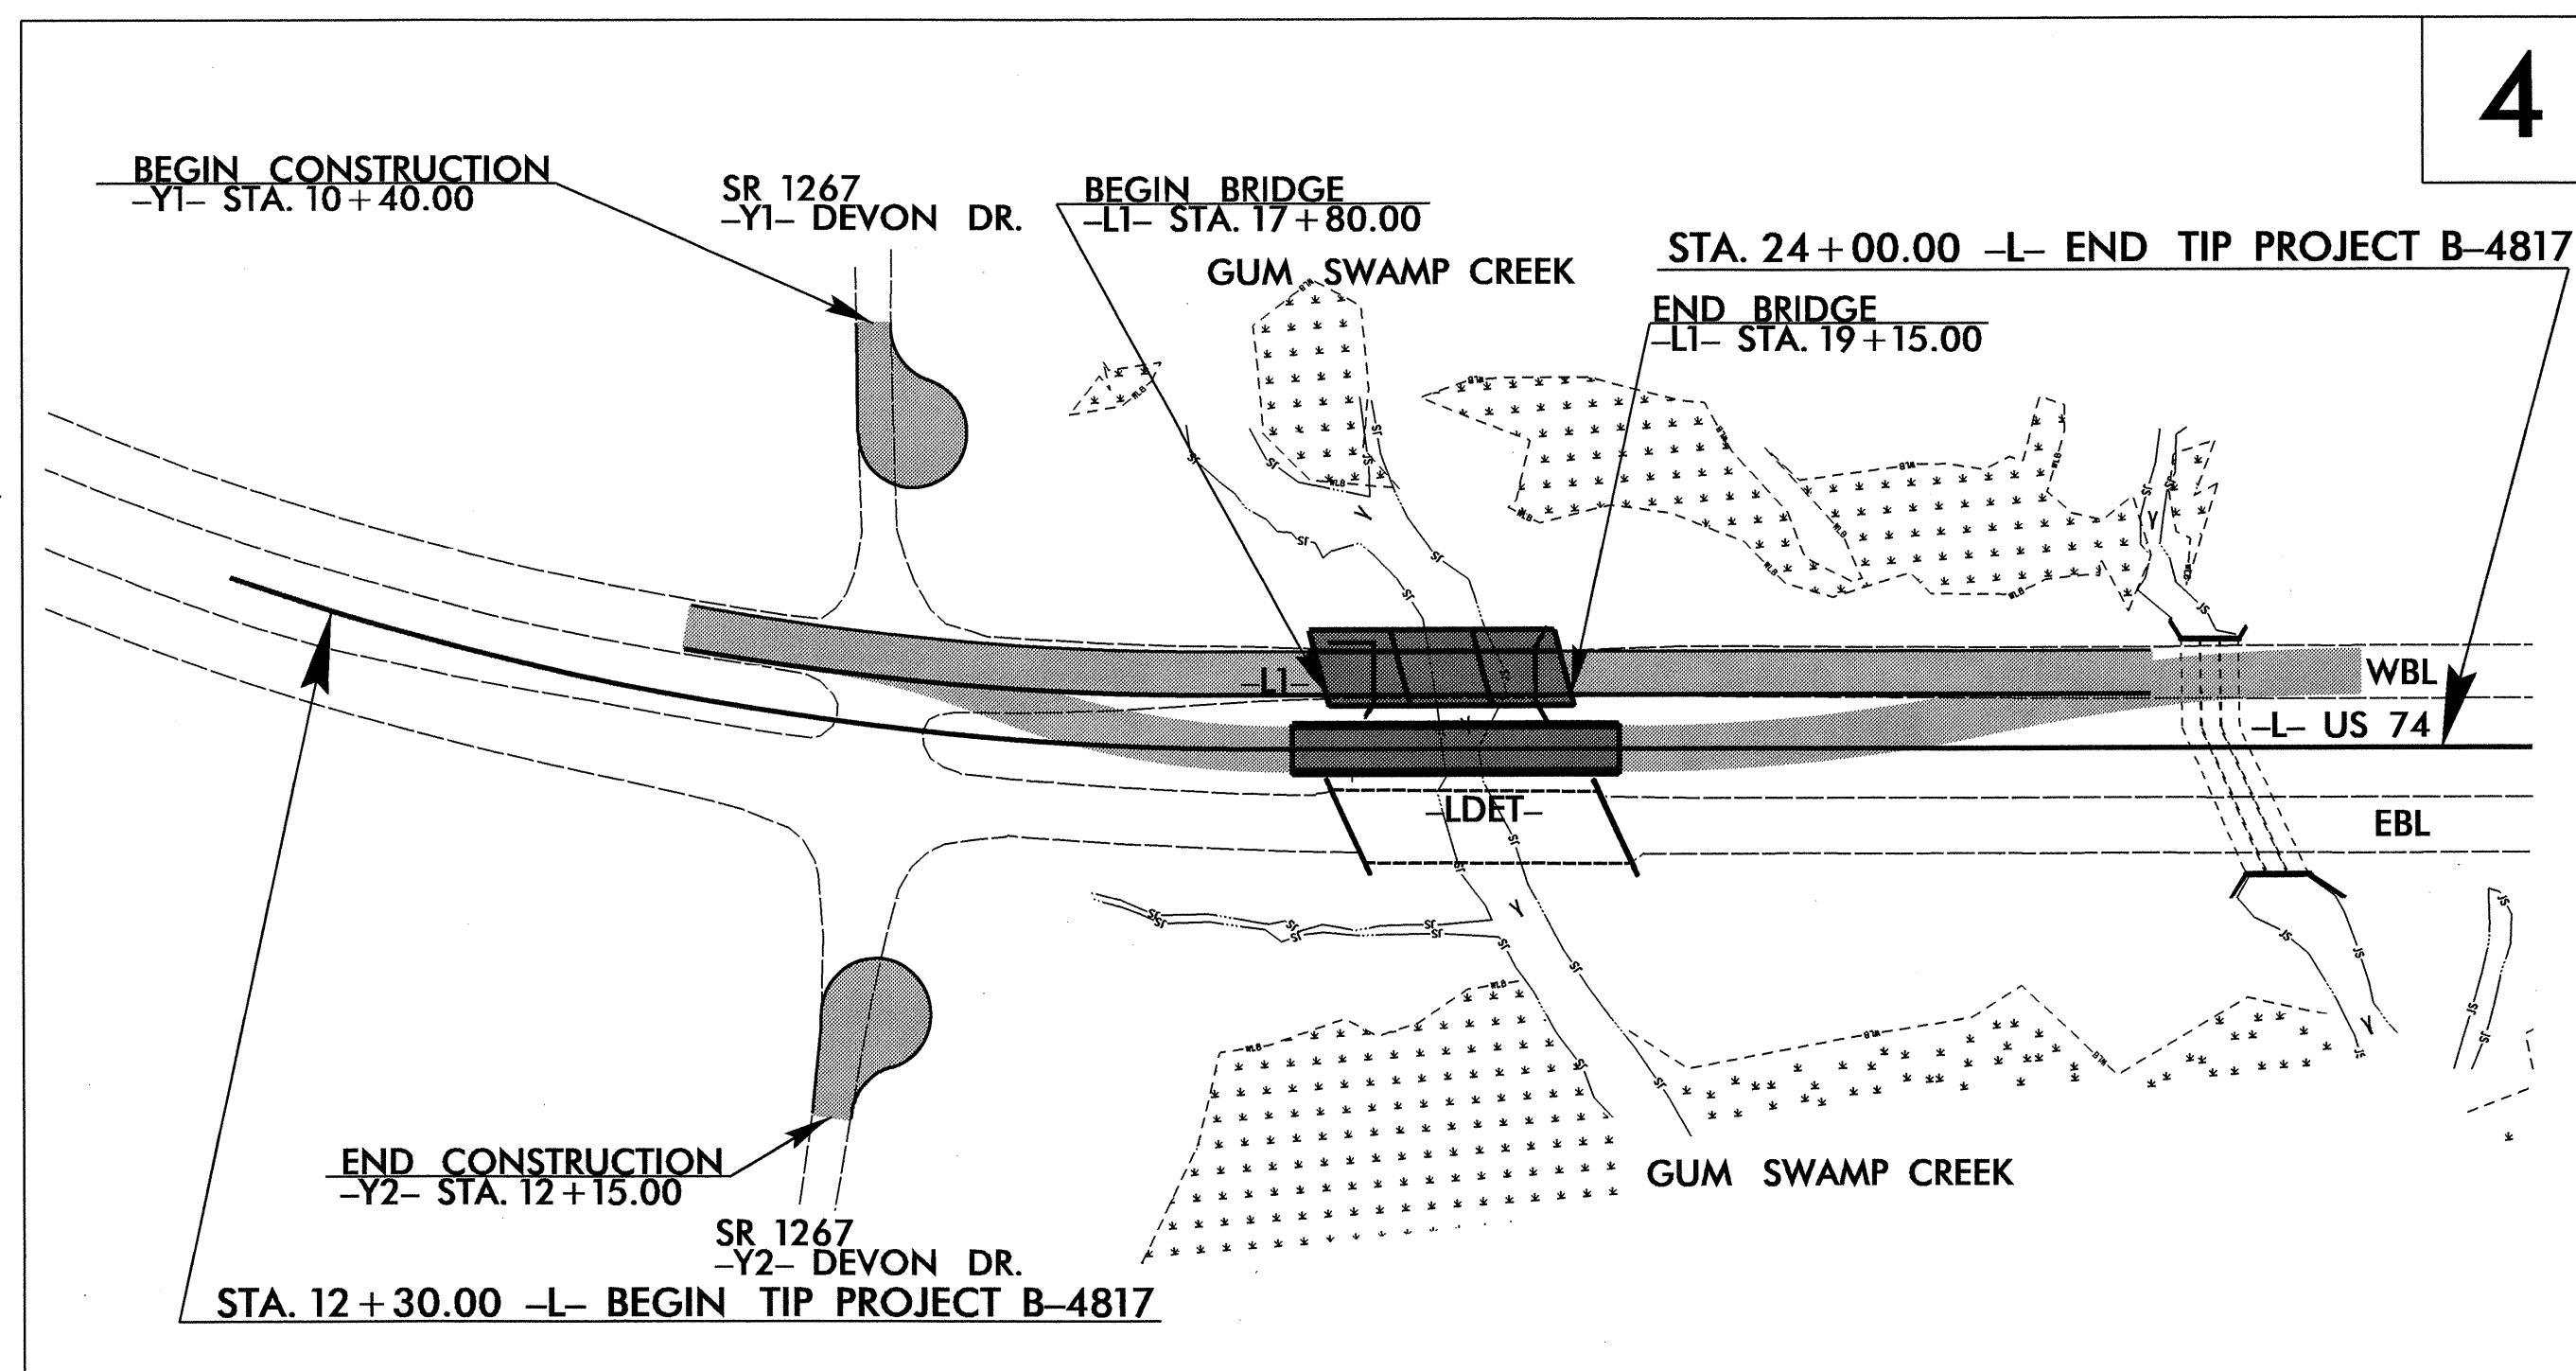 4
BEGIN CONSTRUCTION
-Y1- STA. 10+40.00
SR 1267
-Y1- DEVON DR.
BEGIN BRIDGE
-L1- STA. 17+80.00
GUM SWAMP CREEK
STA. 24+00.00 -L- END TIP PROJECT B-4817
END BRIDGE
-L1- STA. 19+15.00
-L1-
WBL
-L- US 74
-LDET-
EBL
END CONSTRUCTION
-Y2- STA. 12+15.00
GUM SWAMP CREEK
SR 1267
-Y2- DEVON DR.
STA. 12+30.00 -L- BEGIN TIP PROJECT B-4817